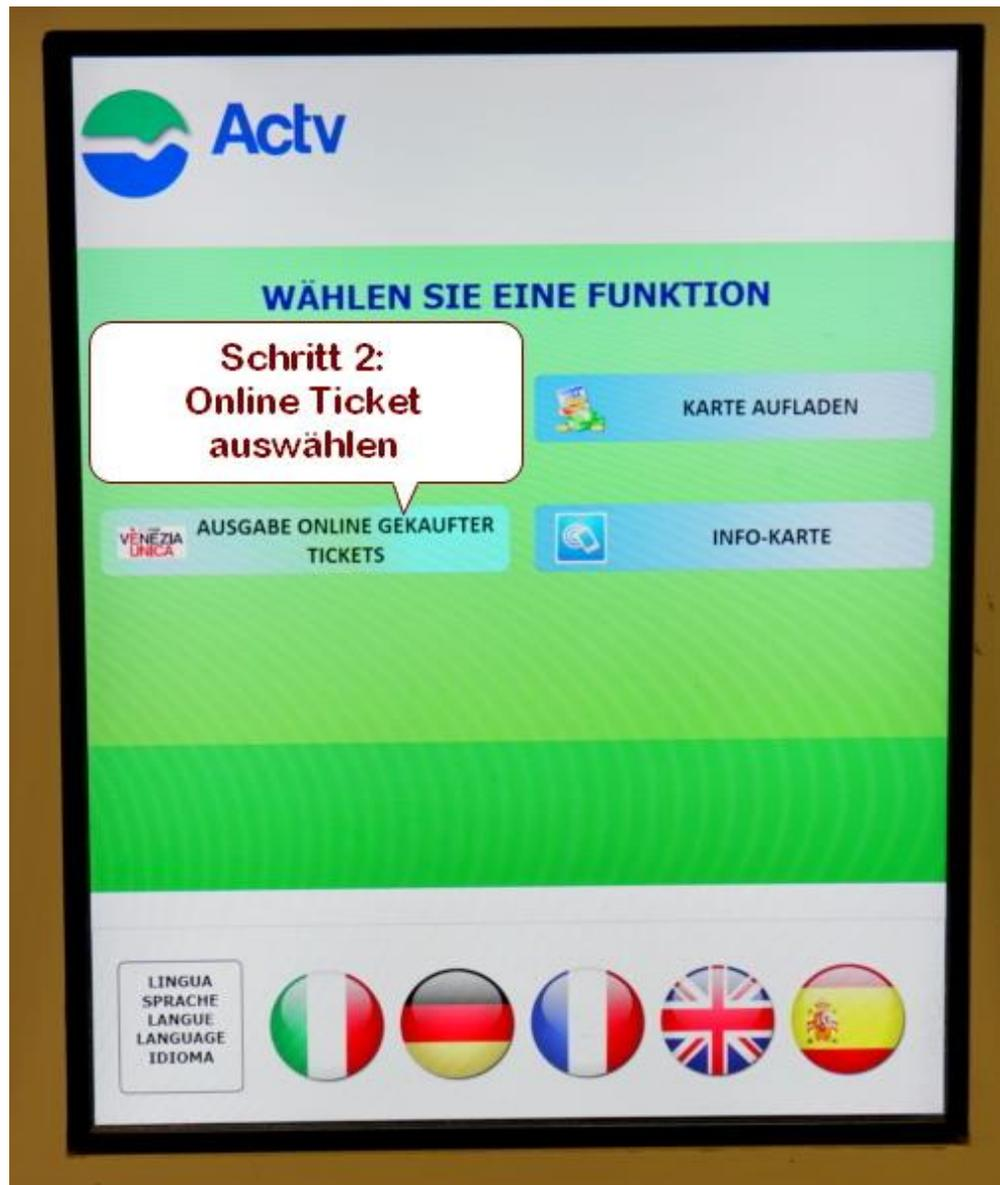 Actv
WÄHLEN SIE EINE FUNKTION
Schritt 2:
Online Ticket
auswählen
KARTE AUFLADEN
VENEZIA
UNICA
AUSGABE ONLINE GEKAUFTER
TICKETS
INFO-KARTE
LINGUA
SPRACHE
LANGUE
LANGUAGE
IDIOMA